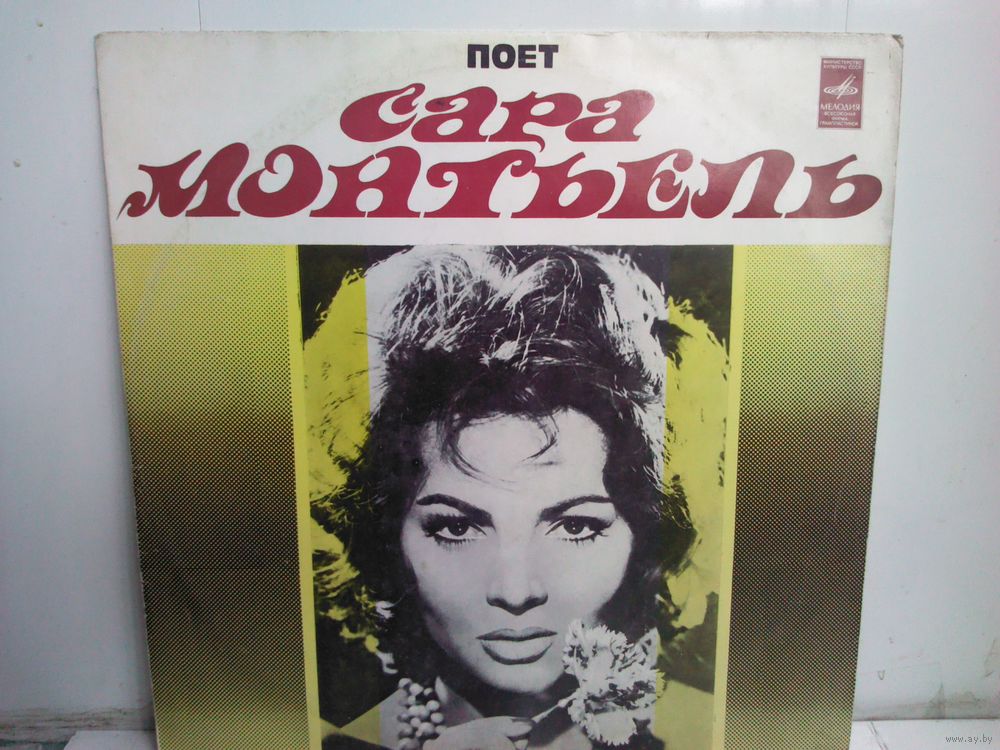 ПОЕТ
Сара
МОНТЬЕЛЬ
МИНИСТЕРСТВО
КУЛЬТУРЫ СССР
МЕЛОДИЯ
ВСЕСОЮЗНАЯ
ФИРМА
ГРАМПЛАСТИНОК
www.ay.by